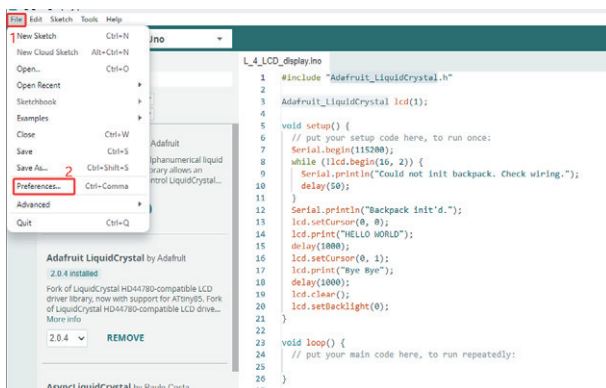 File Edit Sketch Tools Help
1 New Sketch Ctrl+N
New Cloud Sketch Alt+Ctrl+N
Open... Ctrl+O
Open Recent
Sketchbook
Examples
Close Ctrl+W
Save Ctrl+S
Save As... Ctrl+Shift+S
2
Preferences... Ctrl+Comma
Advanced
Quit Ctrl+Q
Uno
Adafruit
alphanumerical liquid
library allows an
control LiquidCrystal...
Adafruit LiquidCrystal by Adafruit
2.0.4 installed
Fork of LiquidCrystal HD44780-compatible LCD
driver library, now with support for ATtiny85. Fork
of LiquidCrystal HD44780-compatible LCD drive...
More info
2.0.4 REMOVE
AsyncLiquidCrystal by Paulo Costa
L_4_LCD_display.ino
1 #include "Adafruit_LiquidCrystal.h"
2
3 Adafruit_LiquidCrystal lcd(1);
4
5 void setup() {
6 // put your setup code here, to run once:
7 Serial.begin(115200);
8 while (!lcd.begin(16, 2)) {
9 Serial.println("Could not init backpack. Check wiring.");
10 delay(50);
11 }
12 Serial.println("Backpack init'd.");
13 lcd.setCursor(0, 0);
14 lcd.print("HELLO WORLD");
15 delay(1000);
16 lcd.setCursor(0, 1);
17 lcd.print("Bye Bye");
18 delay(1000);
19 lcd.clear();
20 lcd.setBacklight(0);
21 }
22
23 void loop() {
24 // put your main code here, to run repeatedly:
25
26 }